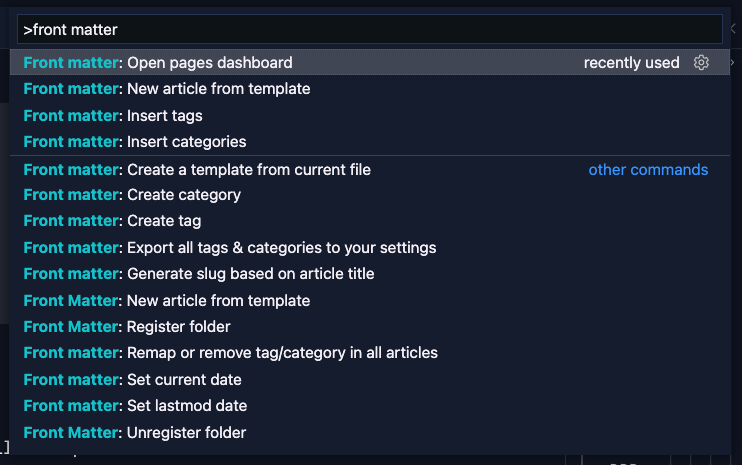 >front matter
Front matter: Open pages dashboard recently used
Front matter: New article from template
Front matter: Insert tags
Front matter: Insert categories
Front matter: Create a template from current file other commands
Front matter: Create category
Front matter: Create tag
Front matter: Export all tags & categories to your settings
Front matter: Generate slug based on article title
Front Matter: New article from template
Front Matter: Register folder
Front matter: Remap or remove tag/category in all articles
Front matter: Set current date
Front matter: Set lastmod date
Front Matter: Unregister folder